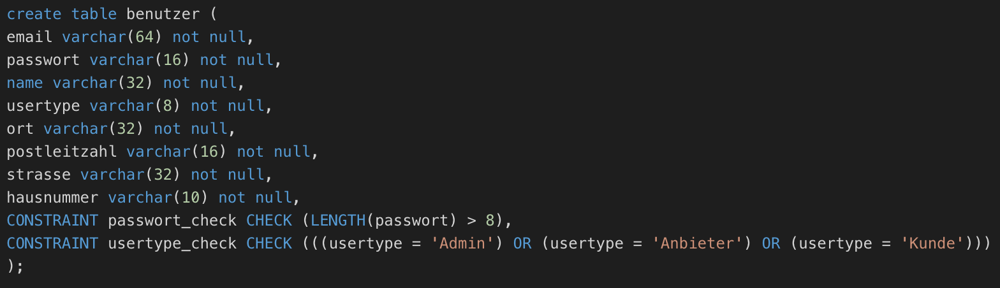 create table benutzer (
email varchar(64) not null,
passwort varchar(16) not null,
name varchar(32) not null,
usertype varchar(8) not null,
ort varchar(32) not null,
postleitzahl varchar(16) not null,
strasse varchar(32) not null,
hausnummer varchar(10) not null,
CONSTRAINT passwort_check CHECK (LENGTH(passwort) > 8),
CONSTRAINT usertype_check CHECK (((usertype = 'Admin') OR (usertype = 'Anbieter') OR (usertype = 'Kunde')))
);